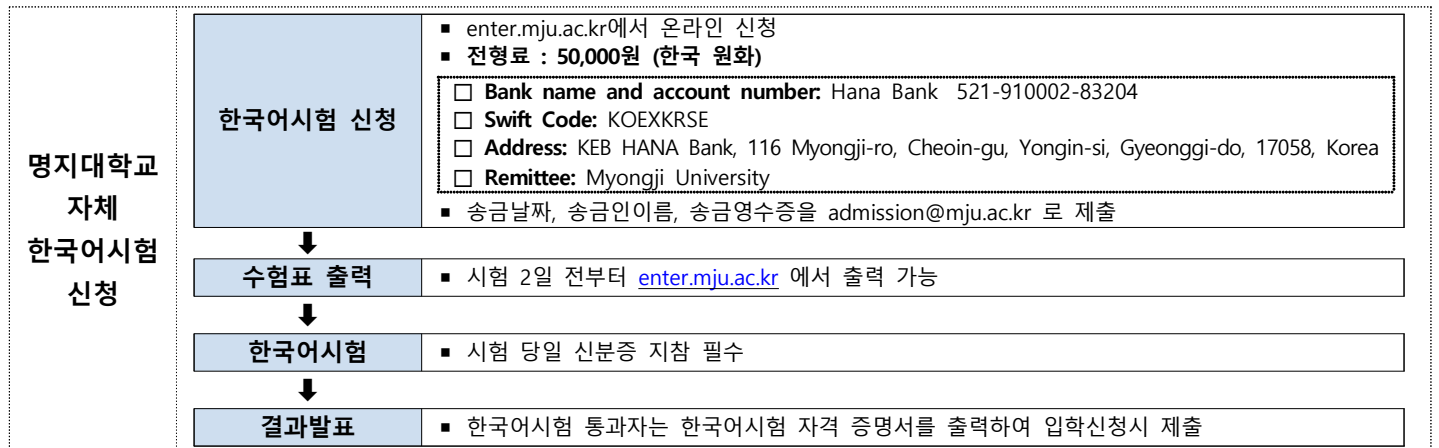 명지대학교
자체
한국어시험
신청
한국어시험 신청
▪ enter.mju.ac.kr에서 온라인 신청
▪ 전형료 : 50,000원 (한국 원화)
□ Bank name and account number: Hana Bank 521-910002-83204
□ Swift Code: KOEXKRSE
□ Address: KEB HANA Bank, 116 Myongji-ro, Cheoin-gu, Yongin-si, Gyeonggi-do, 17058, Korea
□ Remittee: Myongji University
▪ 송금날짜, 송금인이름, 송금영수증을 admission@mju.ac.kr 로 제출
수험표 출력
▪ 시험 2일 전부터 enter.mju.ac.kr 에서 출력 가능
한국어시험
▪ 시험 당일 신분증 지참 필수
결과발표
▪ 한국어시험 통과자는 한국어시험 자격 증명서를 출력하여 입학신청시 제출